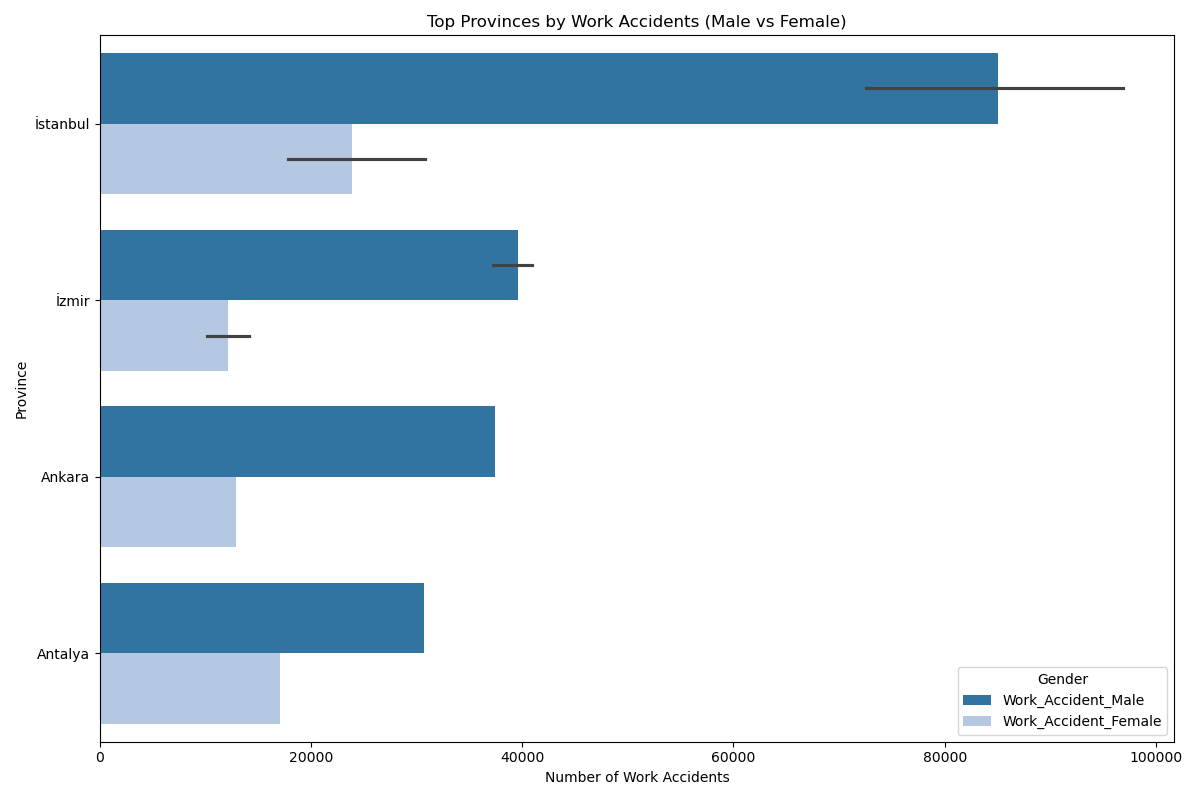 Top Provinces by Work Accidents (Male vs Female)
Province
İstanbul
İzmir
Ankara
Antalya
Gender
Work_Accident_Male
Work_Accident_Female
0 20000 40000 60000 80000 100000
Number of Work Accidents